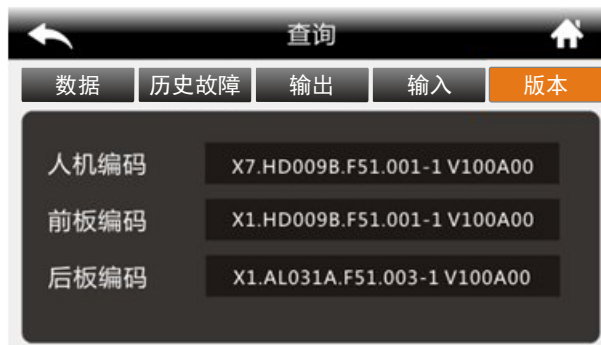 查询
数据 历史故障 输出 输入 版本
人机编码 X7.HD009B.F51.001-1 V100A00
前板编码 X1.HD009B.F51.001-1 V100A00
后板编码 X1.AL031A.F51.003-1 V100A00